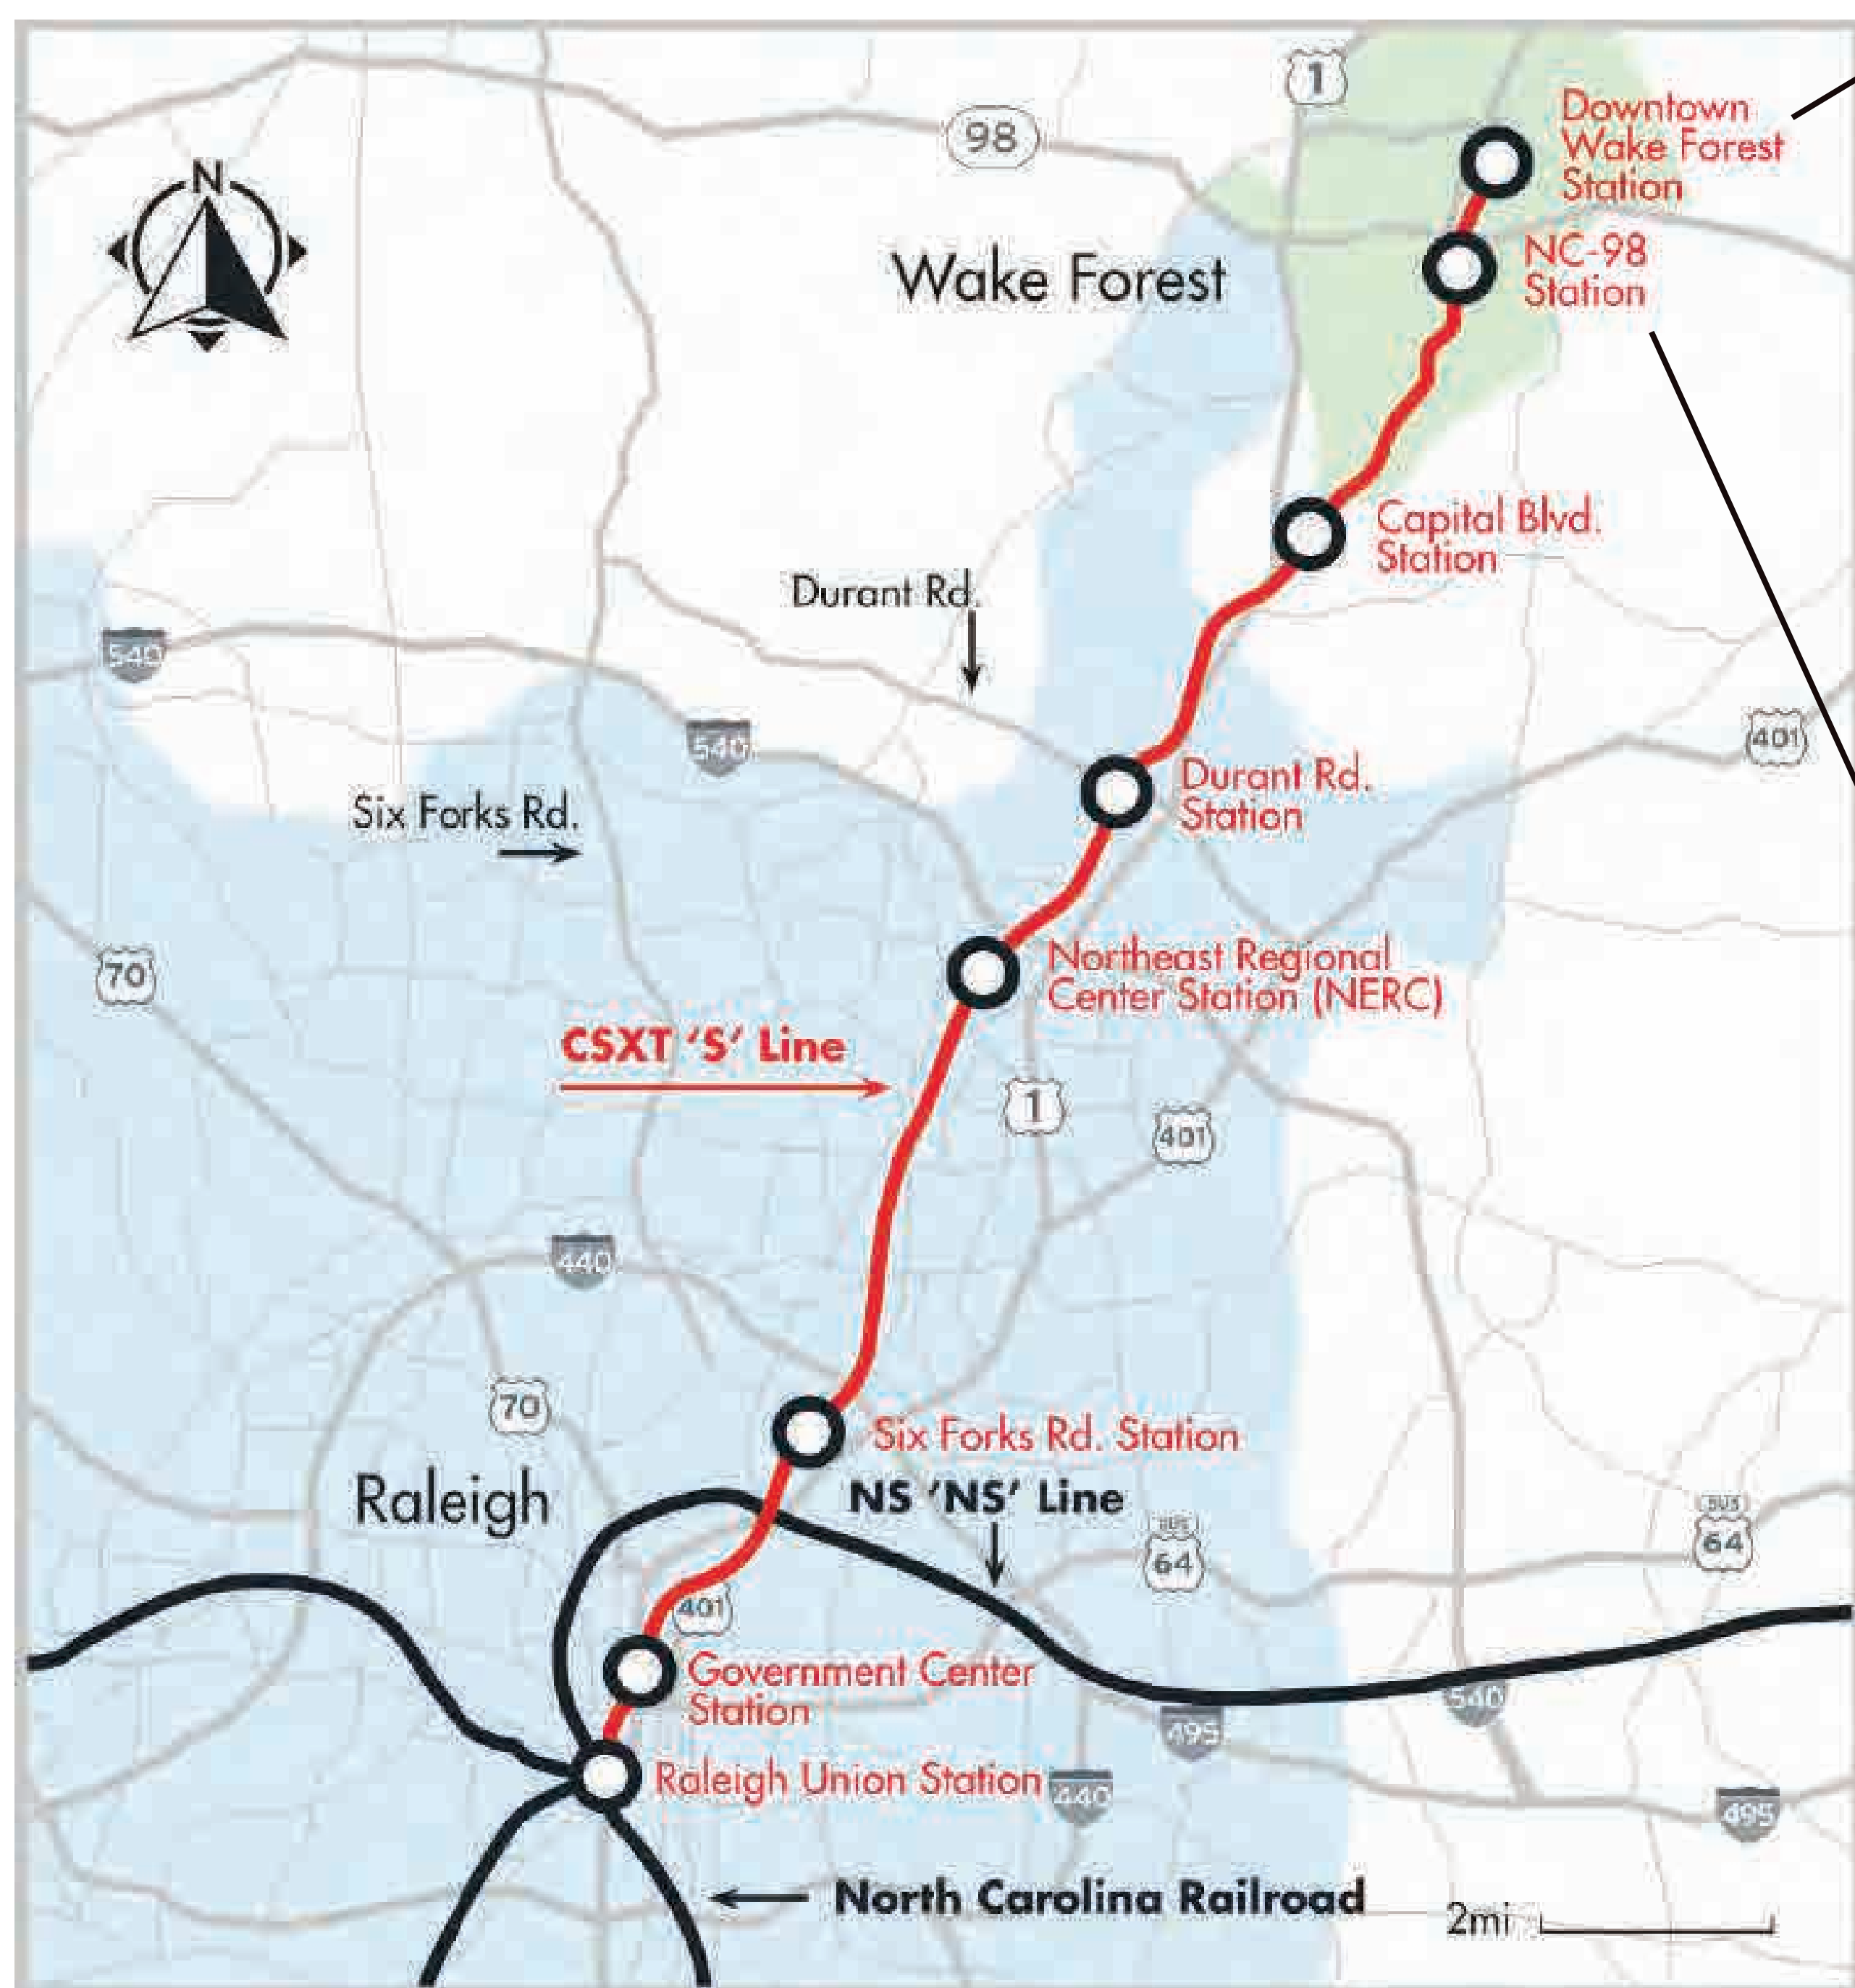 1
Downtown
Wake Forest
Station
98
N
NC-98
Station
Wake Forest
Capital Blvd.
Station
Durant Rd.
540
540
401
Durant Rd.
Station
Six Forks Rd.
70
Northeast Regional
Center Station (NERC)
CSXT 'S' Line
1
401
440
70
Six Forks Rd. Station
Raleigh
NS 'NS' Line
BUS
64
BUS
64
401
Government Center
Station
540
495
Raleigh Union Station
440
495
North Carolina Railroad
2mi